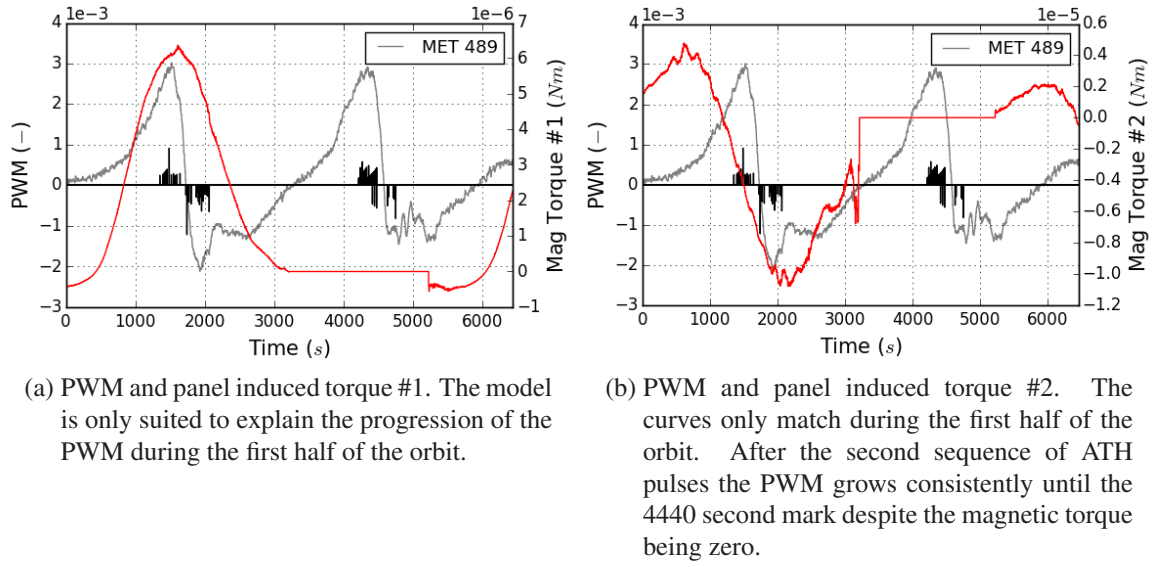 1e−3
1e−6
4
3
2
1
0
−1
−2
−3
PWM (−)
0
1000
2000
3000
4000
5000
6000
Time (s)
7
6
5
4
3
2
1
0
−1
Mag Torque #1 (Nm)
MET 489
1e−3
1e−5
4
3
2
1
0
−1
−2
−3
PWM (−)
0
1000
2000
3000
4000
5000
6000
Time (s)
0.6
0.4
0.2
0.0
−0.2
−0.4
−0.6
−0.8
−1.0
−1.2
Mag Torque #2 (Nm)
MET 489
(a) PWM and panel induced torque #1. The model
is only suited to explain the progression of the
PWM during the first half of the orbit.
(b) PWM and panel induced torque #2. The
curves only match during the first half of the
orbit. After the second sequence of ATH
pulses the PWM grows consistently until the
4440 second mark despite the magnetic torque
being zero.